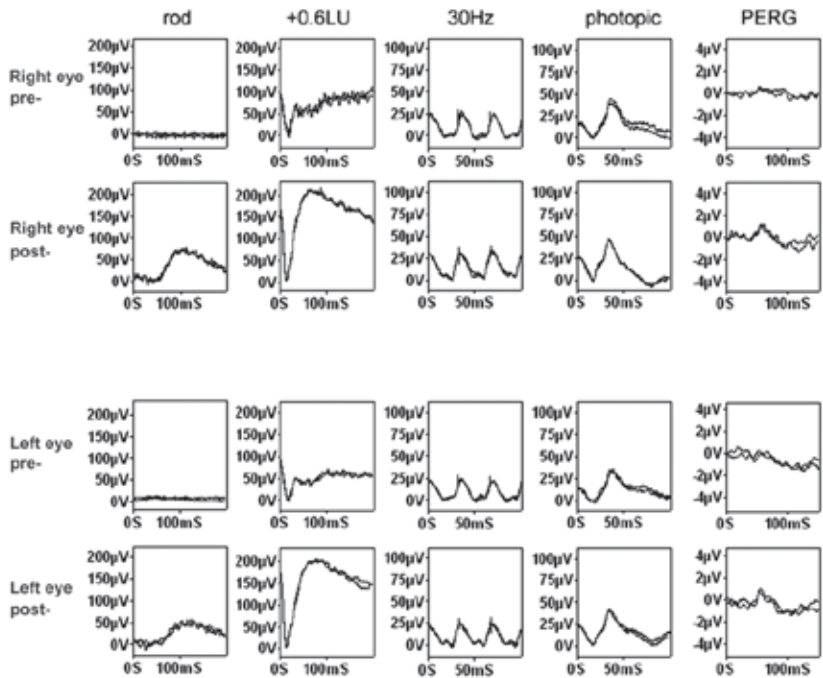 rod +0.6LU 30Hz photopic PERG
200µV 200µV 100µV 100µV 4µV
Right eye 150µV 150µV 75µV 75µV 2µV
pre- 100µV 100µV 50µV 50µV 0V
50µV 50µV 25µV 25µV -2µV
0V 0V 0V 0V -4µV
0S 100mS 0S 100mS 0S 50mS 0S 50mS 0S 100mS
200µV 200µV 100µV 100µV 4µV
Right eye 150µV 150µV 75µV 75µV 2µV
post- 100µV 100µV 50µV 50µV 0V
50µV 50µV 25µV 25µV -2µV
0V 0V 0V 0V -4µV
0S 100mS 0S 100mS 0S 50mS 0S 50mS 0S 100mS
200µV 200µV 100µV 100µV 4µV
Left eye 150µV 150µV 75µV 75µV 2µV
pre- 100µV 100µV 50µV 50µV 0V
50µV 50µV 25µV 25µV -2µV
0V 0V 0V 0V -4µV
0S 100mS 0S 100mS 0S 50mS 0S 50mS 0S 100mS
200µV 200µV 100µV 100µV 4µV
Left eye 150µV 150µV 75µV 75µV 2µV
post- 100µV 100µV 50µV 50µV 0V
50µV 50µV 25µV 25µV -2µV
0V 0V 0V 0V -4µV
0S 100mS 0S 100mS 0S 50mS 0S 50mS 0S 100mS